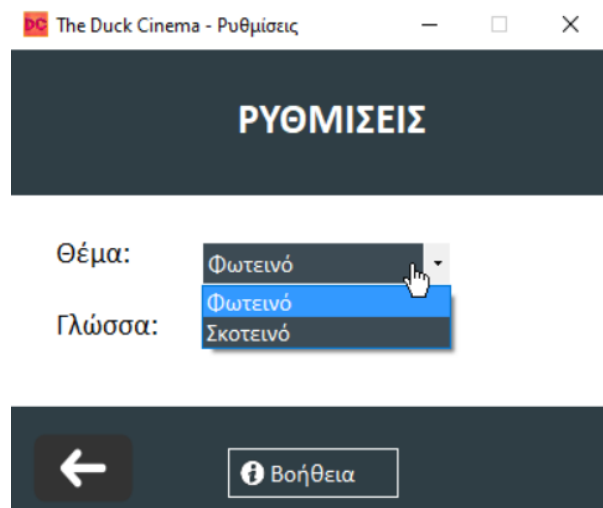 DC The Duck Cinema - Ρυθμίσεις
ΡΥΘΜΙΣΕΙΣ
Θέμα: Φωτεινό
Φωτεινό
Γλώσσα:
Σκοτεινό
Βοήθεια